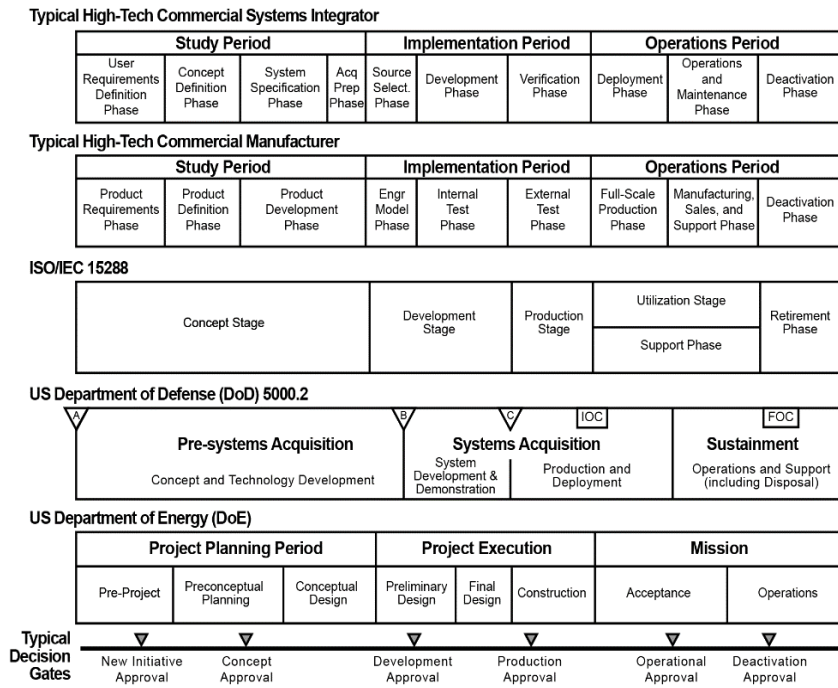 Typical High-Tech Commercial Systems Integrator
Study Period
Implementation Period
Operations Period
User
Requirements
Definition
Phase
Concept
Definition
Phase
System
Specification
Phase
Acq
Prep
Phase
Source
Select.
Phase
Development
Phase
Verification
Phase
Deployment
Phase
Operations
and
Maintenance
Phase
Deactivation
Phase
Typical High-Tech Commercial Manufacturer
Study Period
Implementation Period
Operations Period
Product
Requirements
Phase
Product
Definition
Phase
Product
Development
Phase
Engr
Model
Phase
Internal
Test
Phase
External
Test
Phase
Full-Scale
Production
Phase
Manufacturing,
Sales, and
Support Phase
Deactivation
Phase
ISO/IEC 15288
Concept Stage
Development
Stage
Production
Stage
Utilization Stage
Support Phase
Retirement
Phase
US Department of Defense (DoD) 5000.2
A
B
C
IOC
FOC
Pre-systems Acquisition
Concept and Technology Development
Systems Acquisition
System
Development &
Demonstration
Production and
Deployment
Sustainment
Operations and Support
(including Disposal)
US Department of Energy (DoE)
Project Planning Period
Project Execution
Mission
Pre-Project
Preconceptual
Planning
Conceptual
Design
Preliminary
Design
Final
Design
Construction
Acceptance
Operations
Typical
Decision
Gates
New Initiative
Approval
Concept
Approval
Development
Approval
Production
Approval
Operational
Approval
Deactivation
Approval